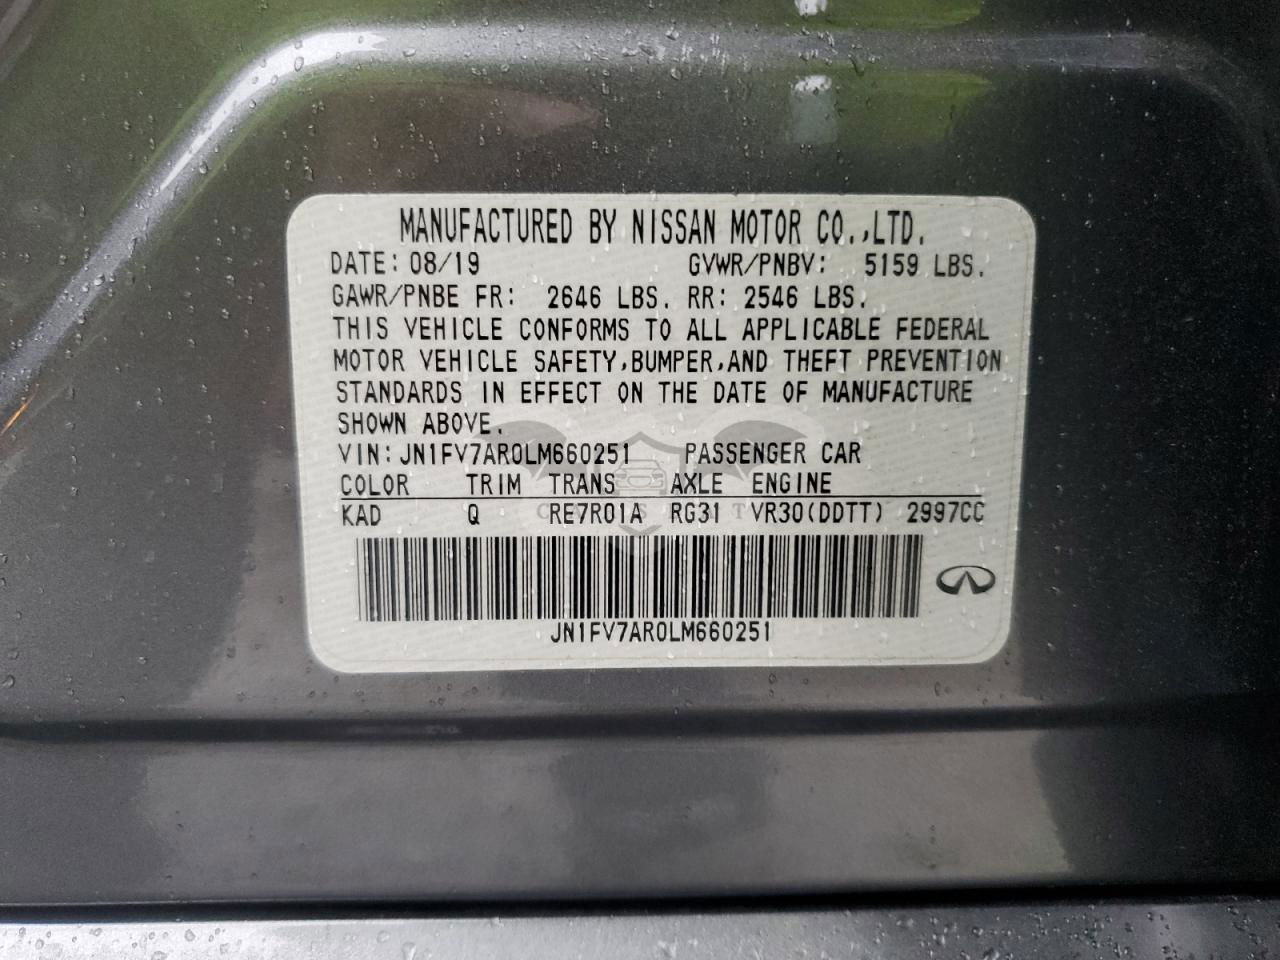 MANUFACTURED BY NISSAN MOTOR CO.,LTD.
DATE: 08/19 GVWR/PNBV: 5159 LBS.
GAWR/PNBE FR: 2646 LBS. RR: 2546 LBS.
THIS VEHICLE CONFORMS TO ALL APPLICABLE FEDERAL
MOTOR VEHICLE SAFETY,BUMPER,AND THEFT PREVENTION
STANDARDS IN EFFECT ON THE DATE OF MANUFACTURE
SHOWN ABOVE.
VIN:JN1FV7AR0LM660251 PASSENGER CAR
COLOR TRIM TRANS AXLE ENGINE
KAD Q RE7R01A RG31 VR30(DDTT) 2997CC
JN1FV7AR0LM660251